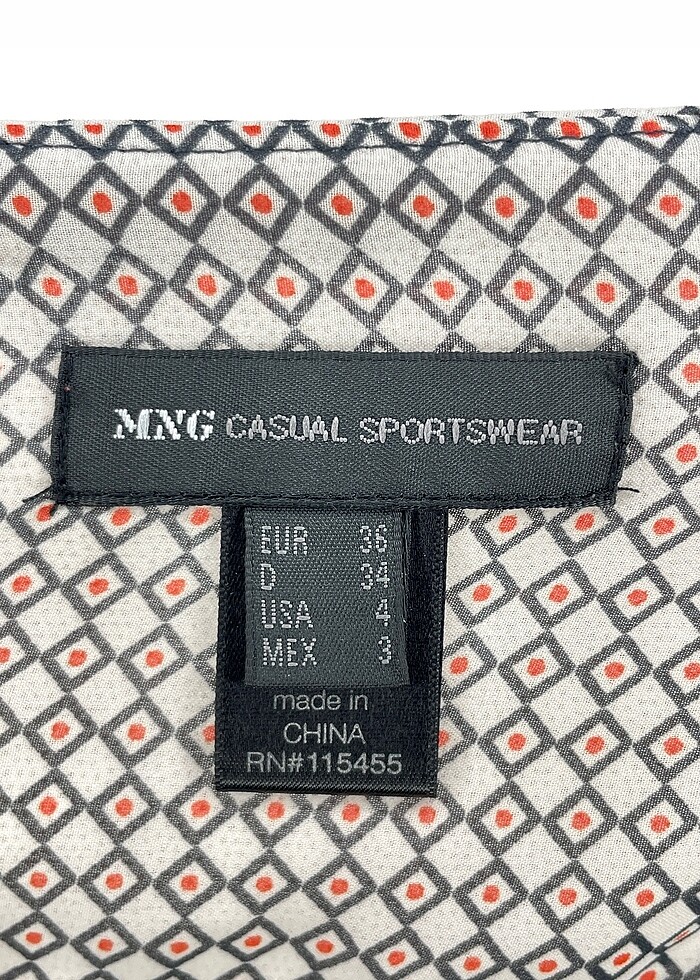 MNG CASUAL SPORTSWEAR
EUR 36
D 34
USA 4
MEX 3
made in
CHINA
RN#115455